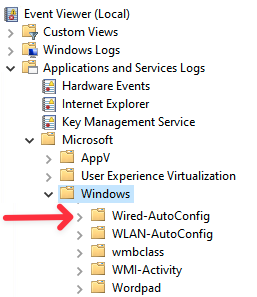 Event Viewer (Local)
Custom Views
Windows Logs
Applications and Services Logs
Hardware Events
Internet Explorer
Key Management Service
Microsoft
AppV
User Experience Virtualization
Windows
Wired-AutoConfig
WLAN-AutoConfig
wmbclass
WMI-Activity
Wordpad